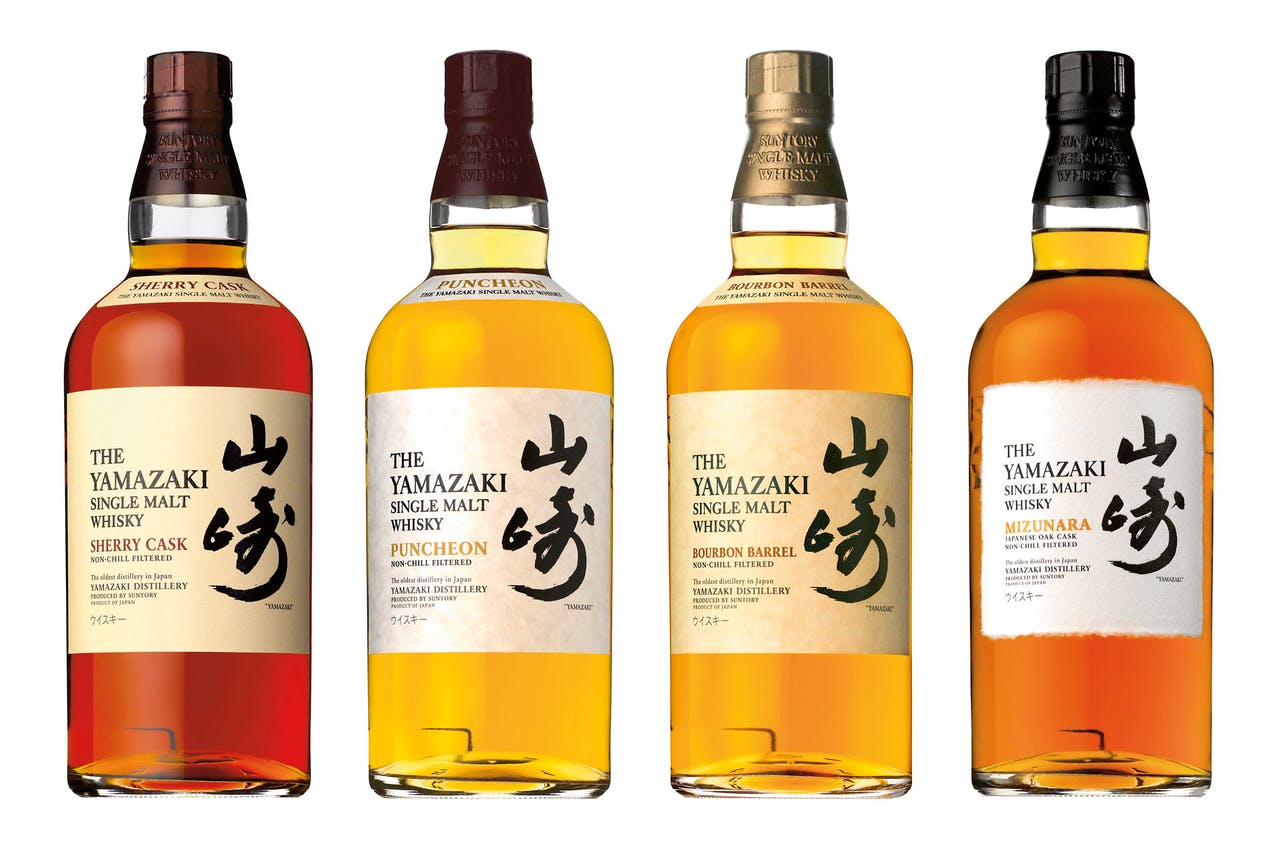 SUNTORY
SINGLE MALT
WHISKY
SHERRY CASK
THE YAMAZAKI SINGLE MALT WHISKY
THE
YAMAZAKI
SINGLE MALT
WHISKY
SHERRY CASK
NON-CHILL FILTERED
The oldest distillery in Japan
YAMAZAKI DISTILLERY
PRODUCED BY SUNTORY
PRODUCT OF JAPAN
ウイスキー
山崎
"YAMAZAKI"
SUNTORY
SINGLE MALT
WHISKY
PUNCHEON
THE YAMAZAKI SINGLE MALT WHISKY
THE
YAMAZAKI
SINGLE MALT
WHISKY
PUNCHEON
NON-CHILL FILTERED
The oldest distillery in Japan
YAMAZAKI DISTILLERY
PRODUCED BY SUNTORY
PRODUCT OF JAPAN
ウイスキー
山崎
"YAMAZAKI"
SUNTORY
SINGLE MALT
WHISKY
BOURBON BARREL
THE YAMAZAKI SINGLE MALT WHISKY
THE
YAMAZAKI
SINGLE MALT
WHISKY
BOURBON BARREL
NON-CHILL FILTERED
The oldest distillery in Japan
YAMAZAKI DISTILLERY
PRODUCED BY SUNTORY
PRODUCT OF JAPAN
ウイスキー
山崎
"YAMAZAKI"
SUNTORY
SINGLE MALT
WHISKY
THE
YAMAZAKI
SINGLE MALT
WHISKY
MIZUNARA
JAPANESE OAK CASK
NON-CHILL FILTERED
The oldest distillery in Japan
YAMAZAKI DISTILLERY
PRODUCED BY SUNTORY
PRODUCT OF JAPAN
ウイスキー
山崎
"YAMAZAKI"